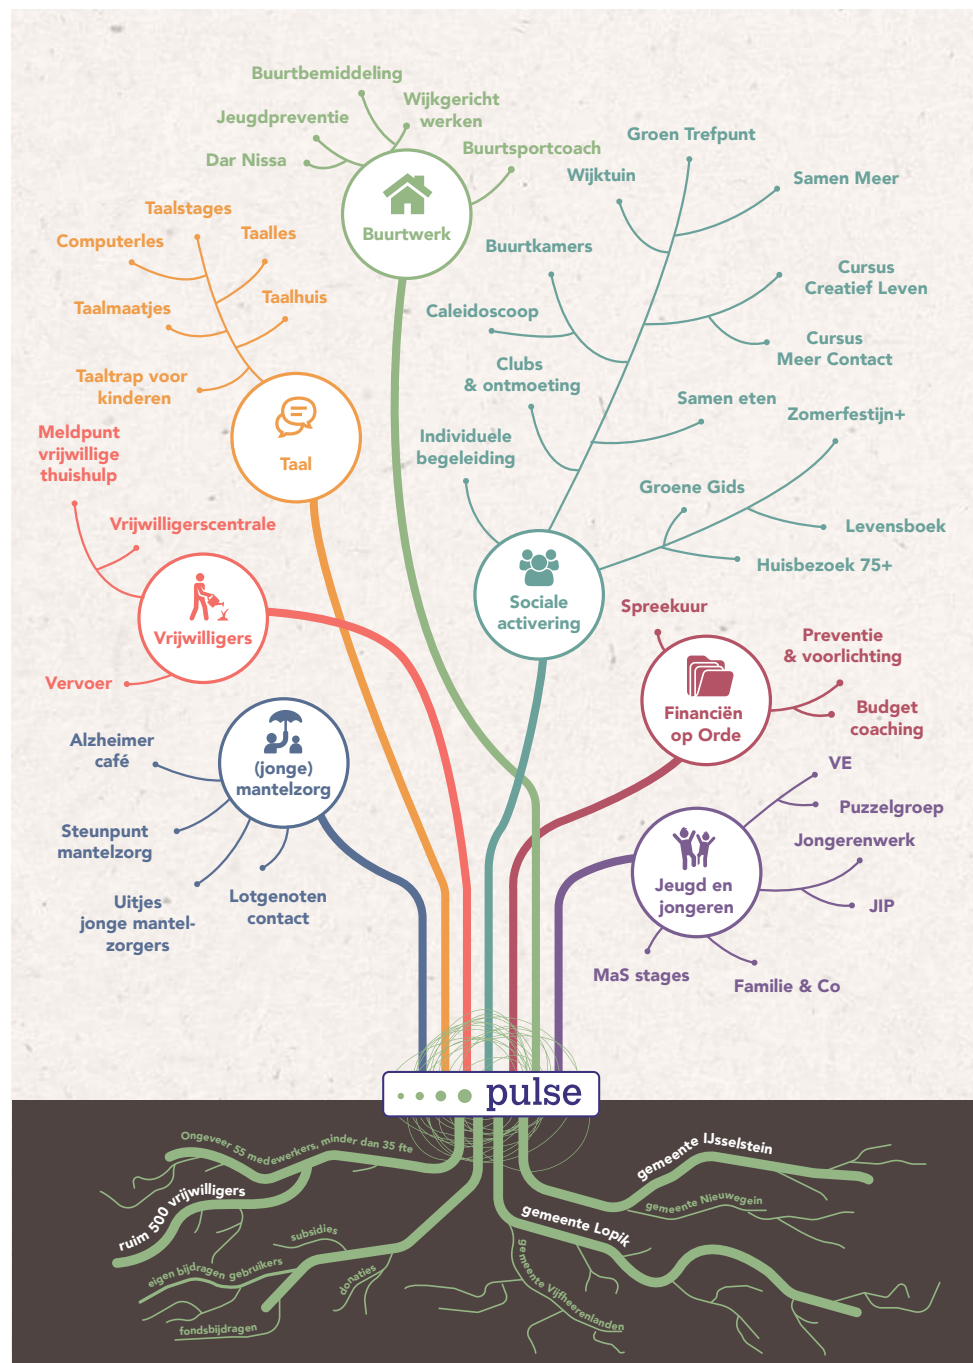 Buurtbemiddeling
Wijkgericht
werken
Jeugdpreventie
Dar Nissa
Buurtsportcoach
Buurtwerk
Groen Trefpunt
Wijktuin
Samen Meer
Buurtkamers
Cursus
Creatief Leven
Caleidoscoop
Cursus
Meer Contact
Clubs
& ontmoeting
Samen eten
Zomerfestijn+
Individuele
begeleiding
Groene Gids
Levensboek
Huisbezoek 75+
Sociale
activering
Taalstages
Computerles
Taalles
Taalmaatjes
Taalhuis
Taaltrap voor
kinderen
Taal
Meldpunt
vrijwillige
thuishulp
Vrijwilligerscentrale
Vrijwilligers
Vervoer
Spreekuur
Preventie
& voorlichting
Financiën
op Orde
Budget
coaching
Alzheimer
café
(jonge)
mantelzorg
Steunpunt
mantelzorg
Uitjes
jonge mantel-
zorgers
Lotgenoten
contact
VE
Puzzelgroep
Jongerenwerk
Jeugd en
jongeren
JIP
MaS stages
Familie & Co
pulse
Ongeveer 55 medewerkers, minder dan 35 fte
ruim 500 vrijwilligers
subsidies
eigen bijdragen gebruikers
donaties
fondsbijdragen
gemeente IJsselstein
gemeente Nieuwegein
gemeente Lopik
gemeente Vijfheerenlanden